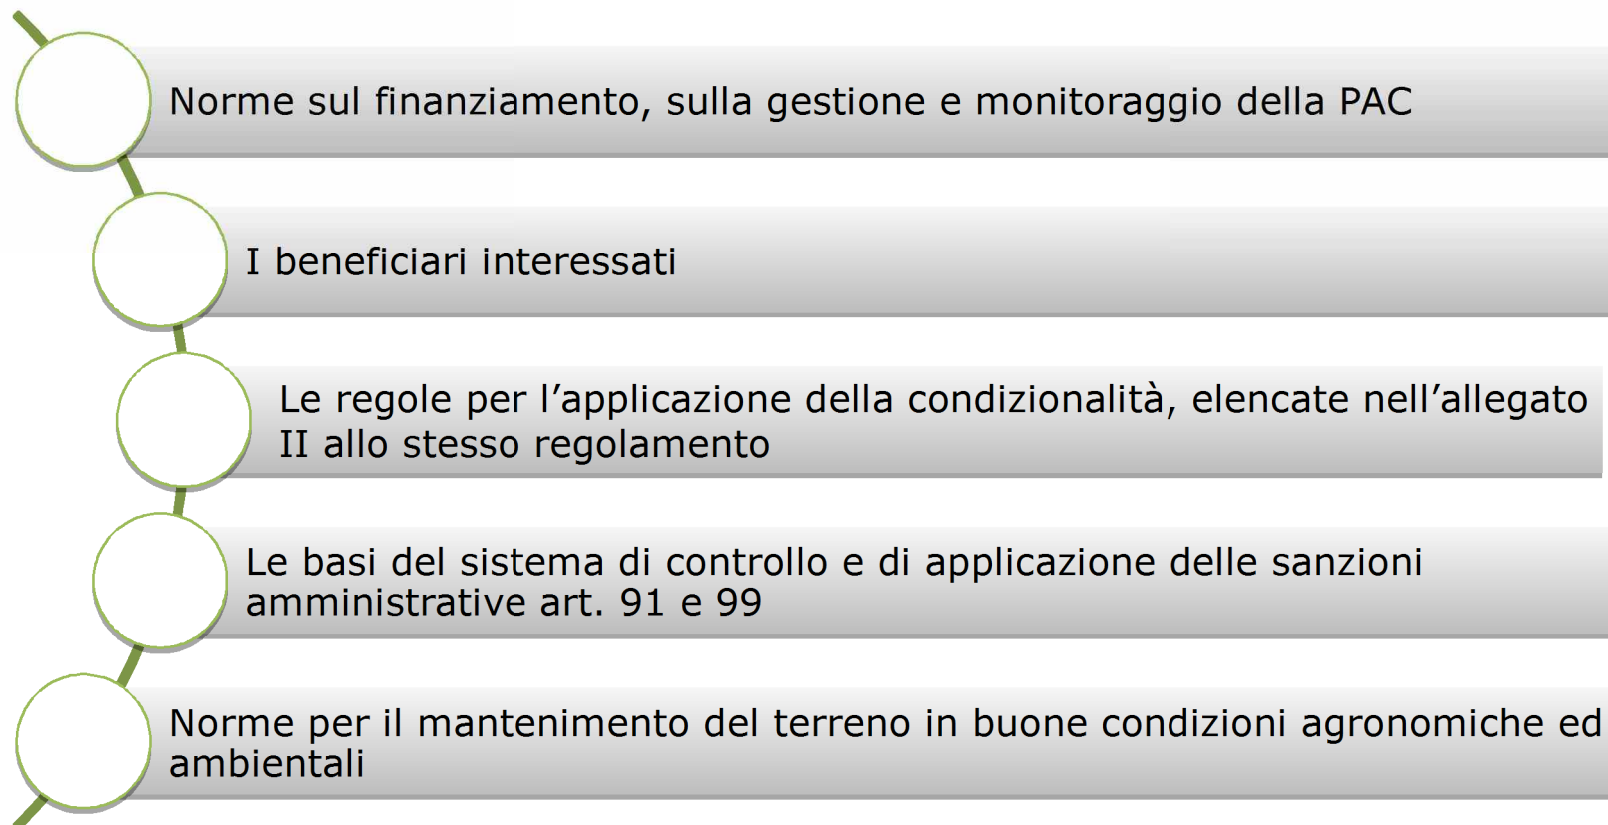 Norme sul finanziamento, sulla gestione e monitoraggio della PAC
I beneficiari interessati
Le regole per l’applicazione della condizionalità, elencate nell’allegato
II allo stesso regolamento
Le basi del sistema di controllo e di applicazione delle sanzioni
amministrative art. 91 e 99
Norme per il mantenimento del terreno in buone condizioni agronomiche ed
ambientali